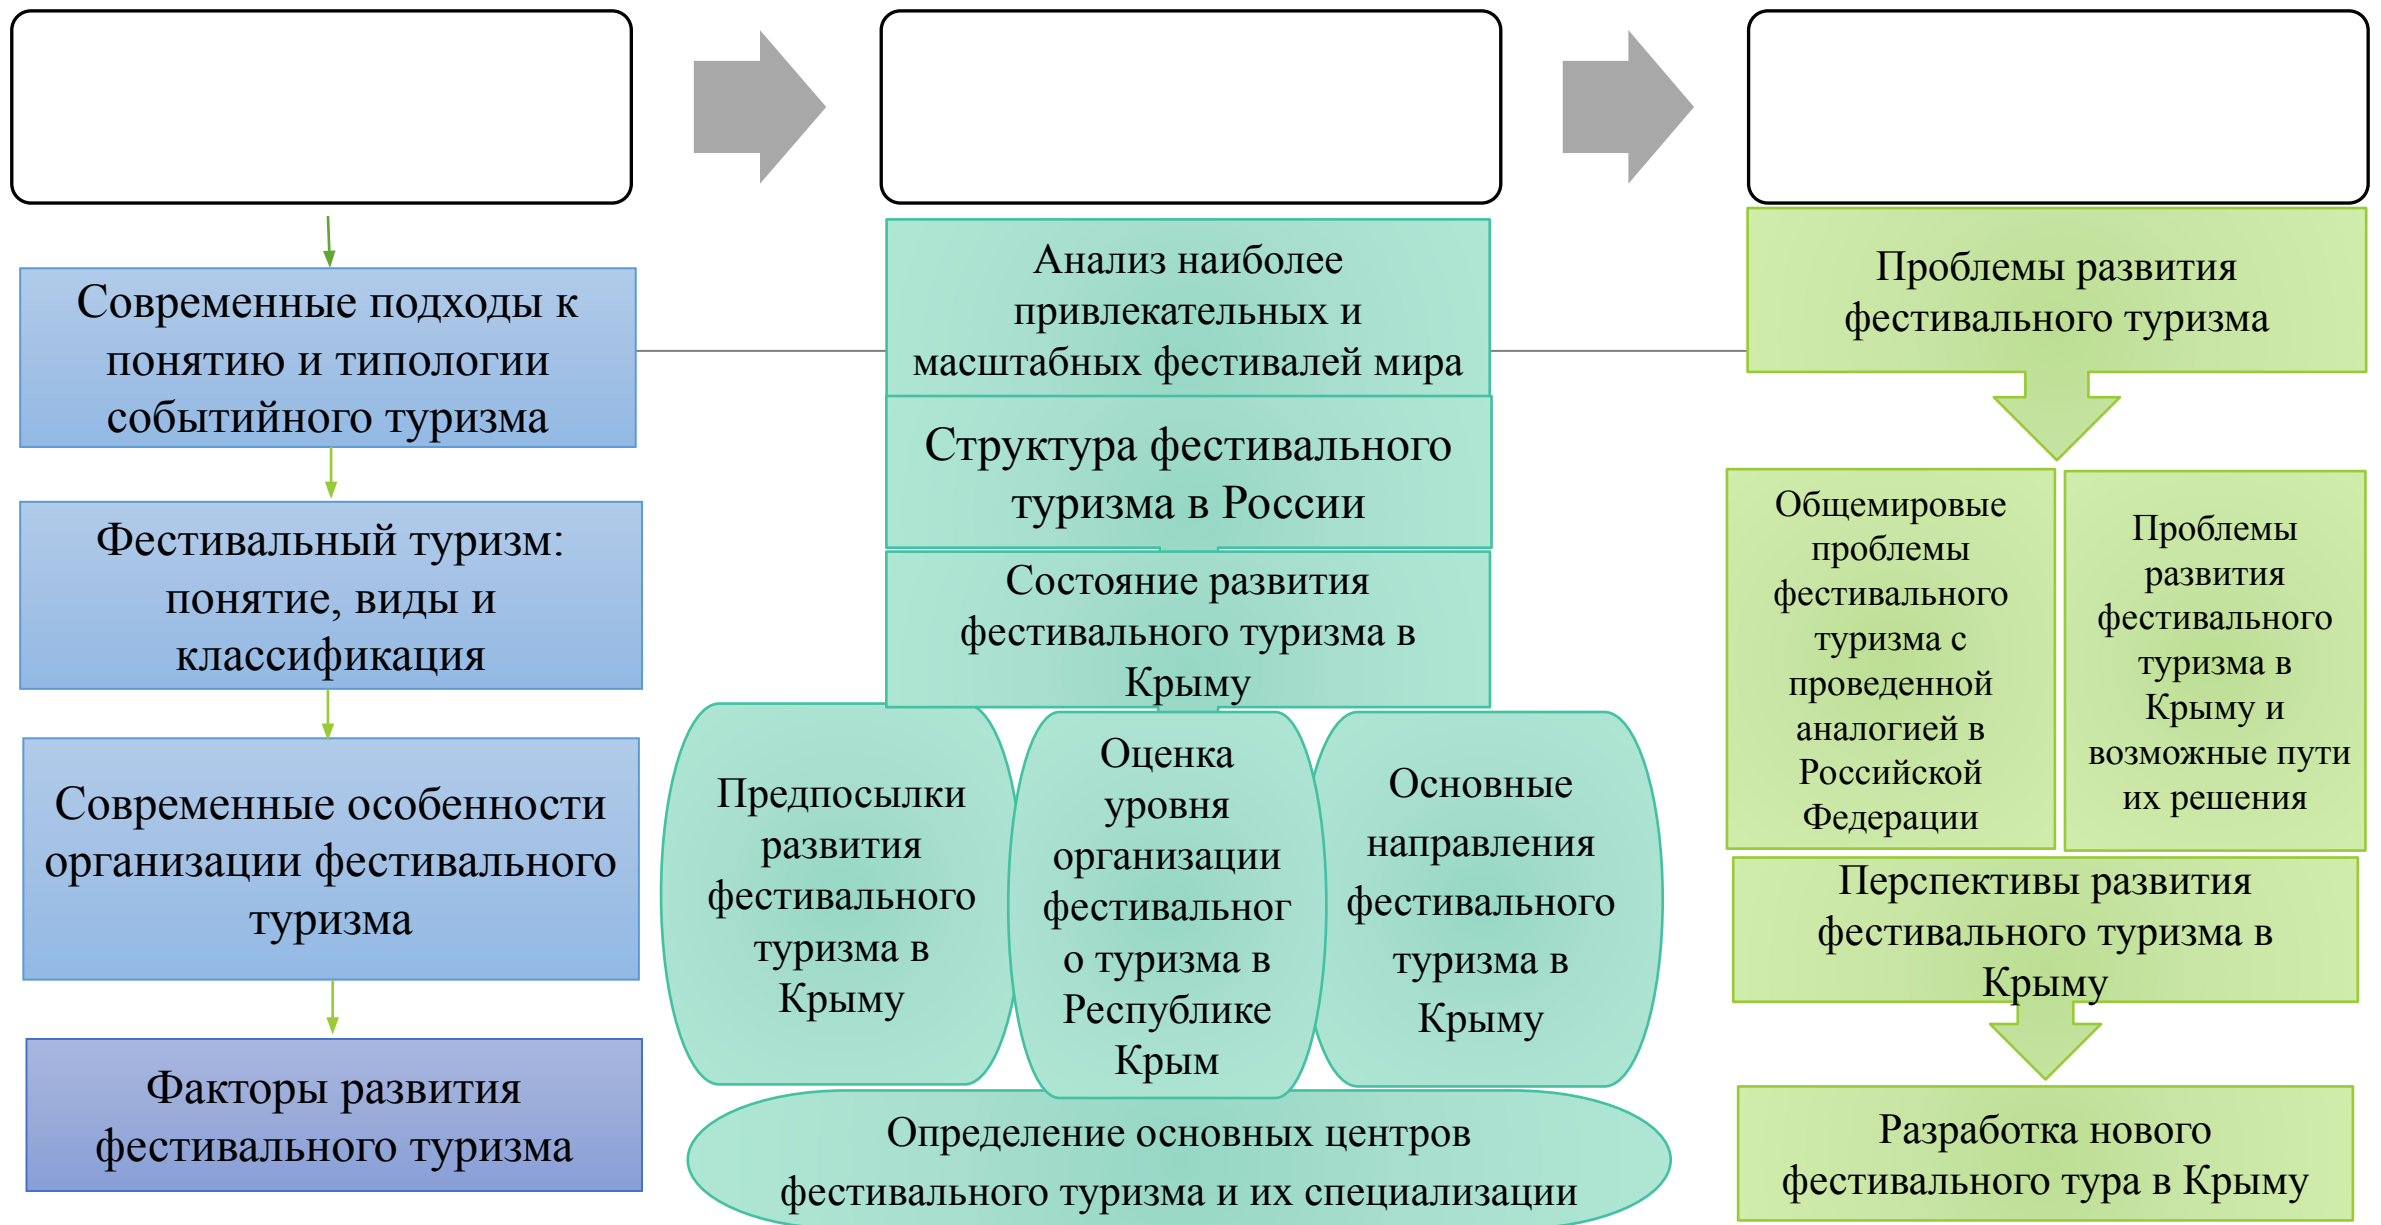 Современные подходы к
понятию и типологии
событийного туризма
Фестивальный туризм:
понятие, виды и
классификация
Современные особенности
организации фестивального
туризма
Факторы развития
фестивального туризма
Анализ наиболее
привлекательных и
масштабных фестивалей мира
Структура фестивального
туризма в России
Состояние развития
фестивального туризма в
Крыму
Предпосылки
развития
фестивального
туризма в
Крыму
Оценка
уровня
организации
фестивальног
о туризма в
Республике
Крым
Основные
направления
фестивального
туризма в
Крыму
Определение основных центров
фестивального туризма и их специализации
Проблемы развития
фестивального туризма
Общемировые
проблемы
фестивального
туризма с
проведенной
аналогией в
Российской
Федерации
Проблемы
развития
фестивального
туризма в
Крыму и
возможные пути
их решения
Перспективы развития
фестивального туризма в
Крыму
Разработка нового
фестивального тура в Крыму